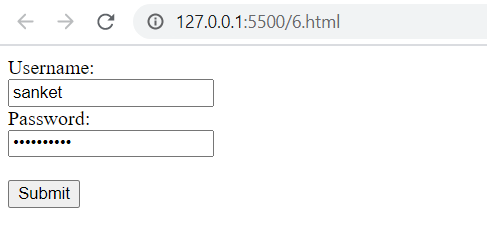 127.0.0.1:5500/6.html
Username:
sanket
Password:
••••••••••
Submit